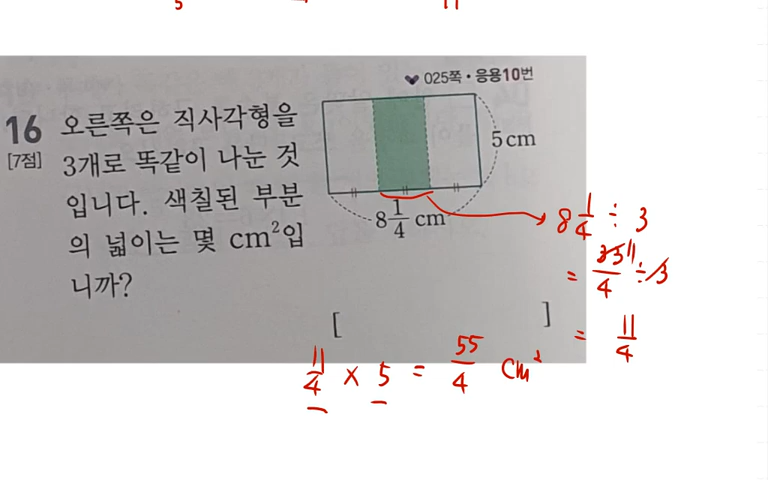 5 11
025쪽 · 응용10번
16 오른쪽은 직사각형을
[7점] 3개로 똑같이 나눈 것
입니다. 색칠된 부분
의 넓이는 몇 cm²입
니까?
5cm
8 1/4 cm
[ ]
8 1/4 ÷ 3
= 33/4 11 ÷ 3
= 11/4
11/4 × 5 = 55/4 cm²